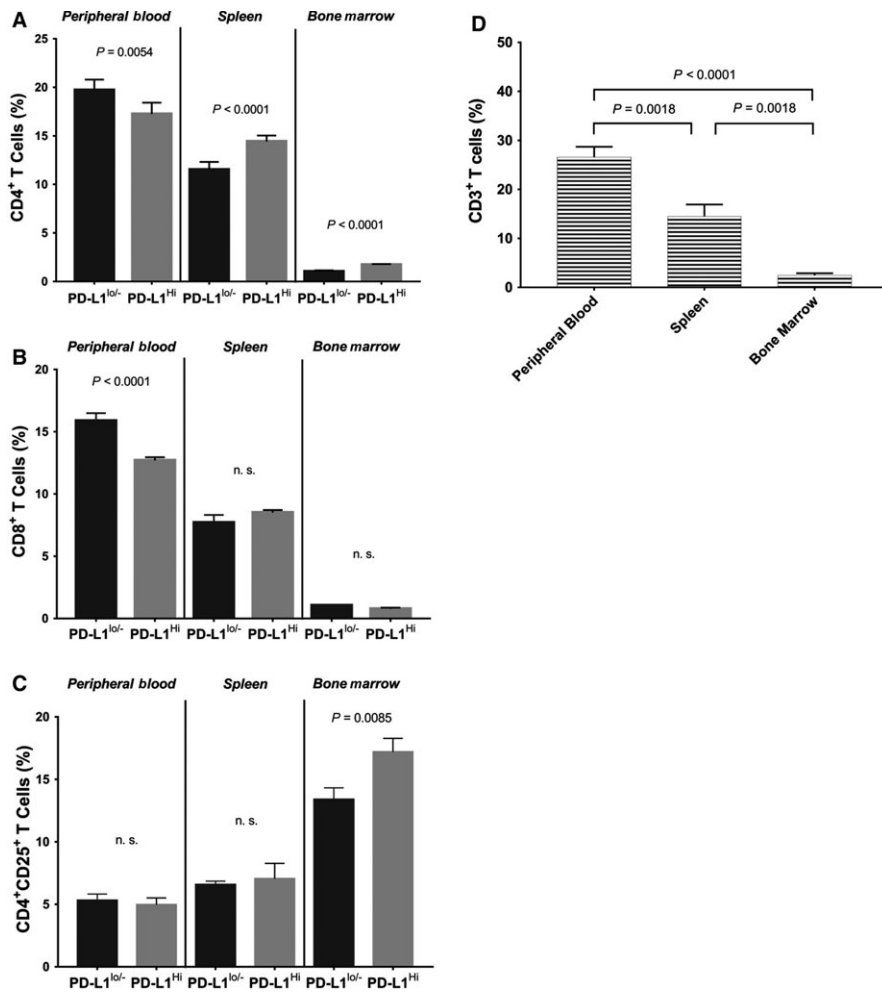 A
Peripheral blood Spleen Bone marrow
25
20
15
10
5
0
CD4⁺ T Cells (%)
P = 0.0054
P < 0.0001
P < 0.0001
PD-L1ˡᵒ/⁻ PD-L1ᴴⁱ PD-L1ˡᵒ/⁻ PD-L1ᴴⁱ PD-L1ˡᵒ/⁻ PD-L1ᴴⁱ
B
Peripheral blood Spleen Bone marrow
20
15
10
5
0
CD8⁺ T Cells (%)
P < 0.0001
n. s.
n. s.
PD-L1ˡᵒ/⁻ PD-L1ᴴⁱ PD-L1ˡᵒ/⁻ PD-L1ᴴⁱ PD-L1ˡᵒ/⁻ PD-L1ᴴⁱ
C
Peripheral blood Spleen Bone marrow
20
15
10
5
0
CD4⁺CD25⁺ T Cells (%)
n. s.
n. s.
P = 0.0085
PD-L1ˡᵒ/⁻ PD-L1ᴴⁱ PD-L1ˡᵒ/⁻ PD-L1ᴴⁱ PD-L1ˡᵒ/⁻ PD-L1ᴴⁱ
D
50
40
30
20
10
0
CD3⁺ T cells (%)
P < 0.0001
P = 0.0018 P = 0.0018
Peripheral Blood
Spleen
Bone Marrow